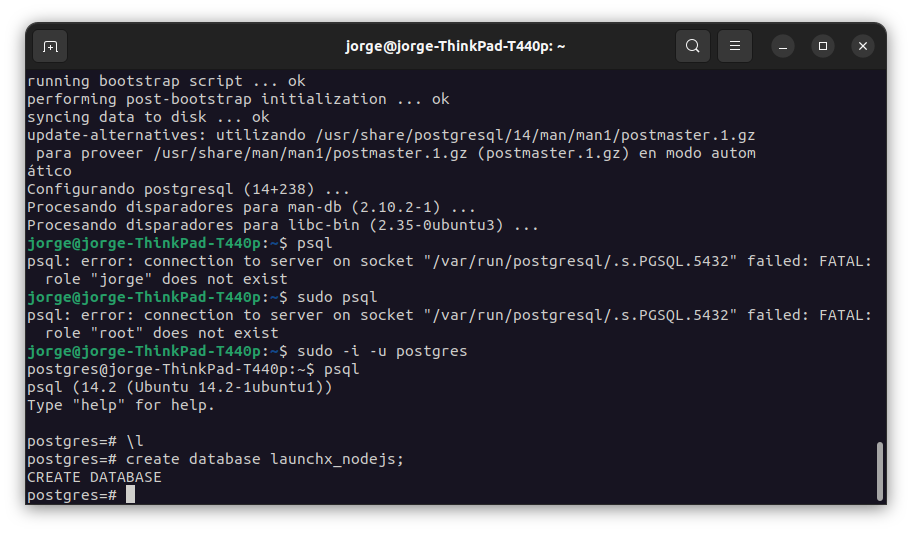 jorge@jorge-ThinkPad-T440p: ~
running bootstrap script ... ok
performing post-bootstrap initialization ... ok
syncing data to disk ... ok
update-alternatives: utilizando /usr/share/postgresql/14/man/man1/postmaster.1.gz
 para proveer /usr/share/man/man1/postmaster.1.gz (postmaster.1.gz) en modo autom
ático
Configurando postgresql (14+238) ...
Procesando disparadores para man-db (2.10.2-1) ...
Procesando disparadores para libc-bin (2.35-0ubuntu3) ...
jorge@jorge-ThinkPad-T440p:~$ psql
psql: error: connection to server on socket "/var/run/postgresql/.s.PGSQL.5432" failed: FATAL:
  role "jorge" does not exist
jorge@jorge-ThinkPad-T440p:~$ sudo psql
psql: error: connection to server on socket "/var/run/postgresql/.s.PGSQL.5432" failed: FATAL:
  role "root" does not exist
jorge@jorge-ThinkPad-T440p:~$ sudo -i -u postgres
postgres@jorge-ThinkPad-T440p:~$ psql
psql (14.2 (Ubuntu 14.2-1ubuntu1))
Type "help" for help.

postgres=# \l
postgres=# create database launchx_nodejs;
CREATE DATABASE
postgres=#